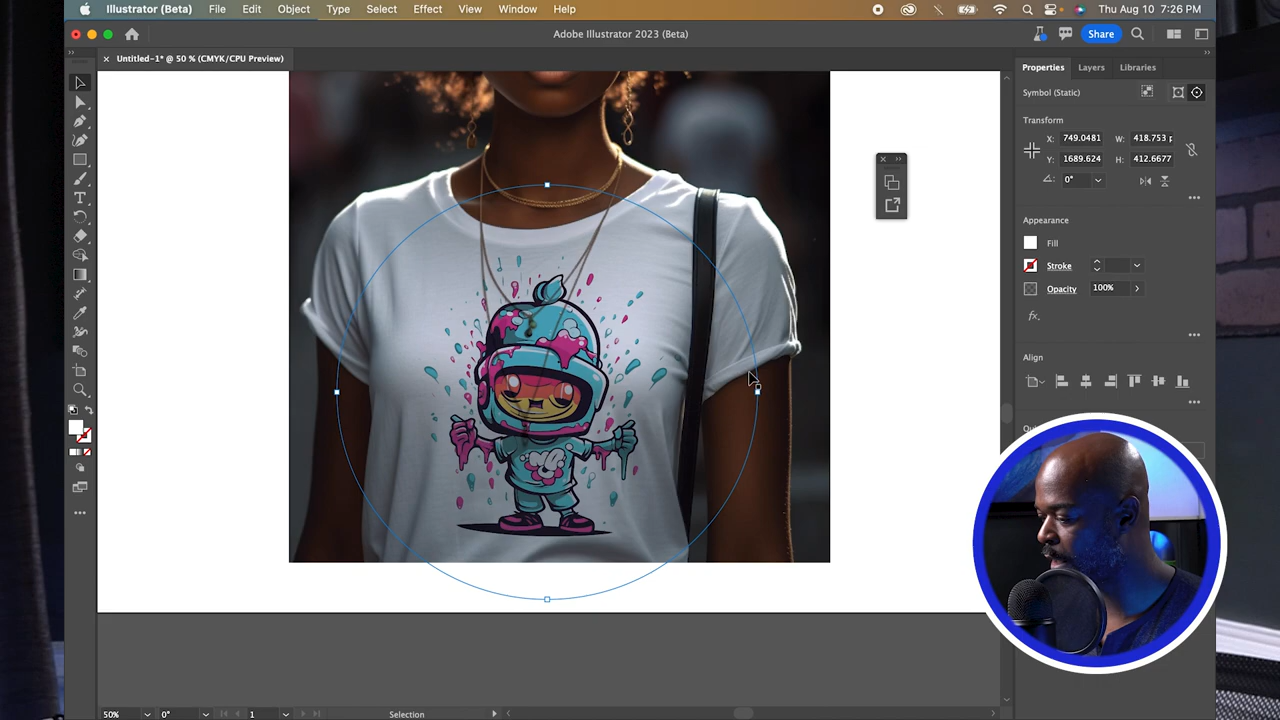 Illustrator (Beta) File Edit Object Type Select Effect View Window Help Thu Aug 10 7:26 PM
Adobe Illustrator 2023 (Beta) Share
Untitled-1* @ 50 % (CMYK/CPU Preview)
Properties Layers Libraries
Symbol (Static)
Transform
X: 749.0481 W: 418.753
Y: 1689.624 H: 412.6677
0°
Appearance
Fill
Stroke
Opacity 100%
fx.
Align
50% 0° 1 Selection